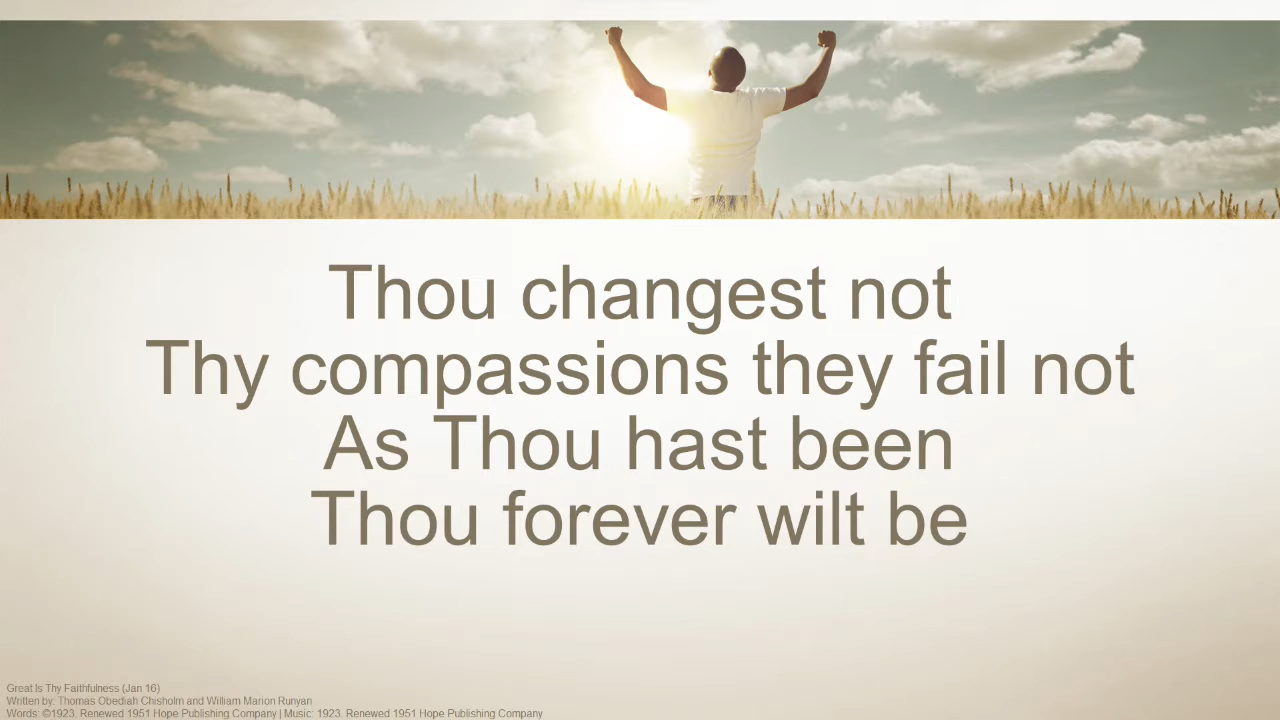 Thou changest not
Thy compassions they fail not
As Thou hast been
Thou forever wilt be
Great Is Thy Faithfulness (Jan 16)
Written by: Thomas Obediah Chisholm and William Marion Runyan
Words: ©1923. Renewed 1951 Hope Publishing Company | Music: 1923. Renewed 1951 Hope Publishing Company